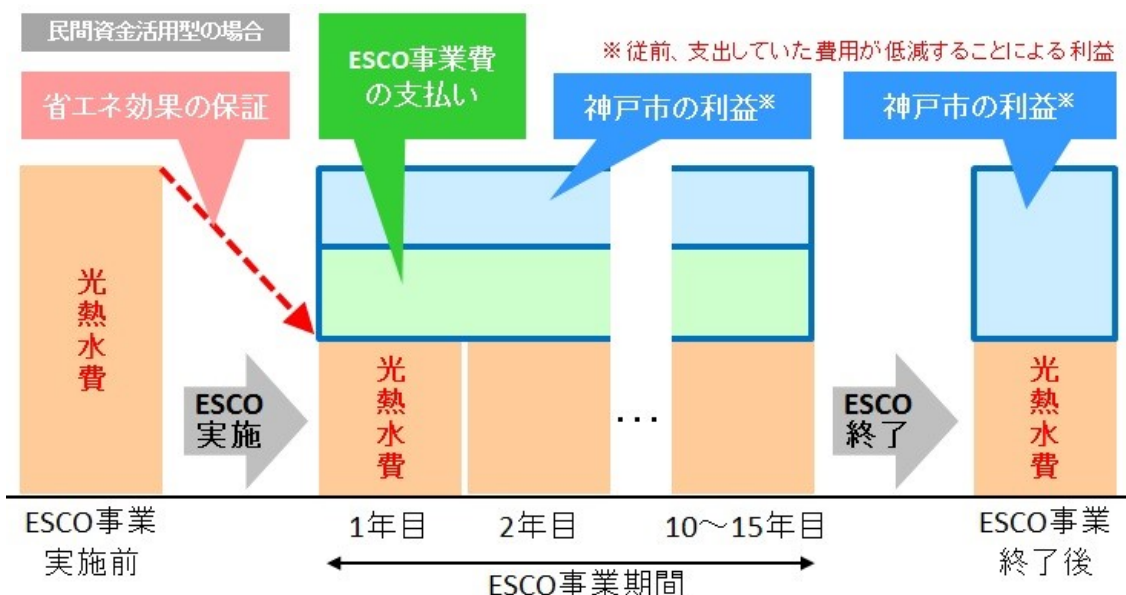 民間資金活用型の場合
ESCO事業費
の支払い
※従前、支出していた費用が低減することによる利益
省エネ効果の保証
神戸市の利益※
神戸市の利益※
光熱水費
ESCO
実施
光熱水費
...
ESCO
終了
光熱水費
ESCO事業
実施前
1年目
2年目
10～15年目
ESCO事業
終了後
ESCO事業期間